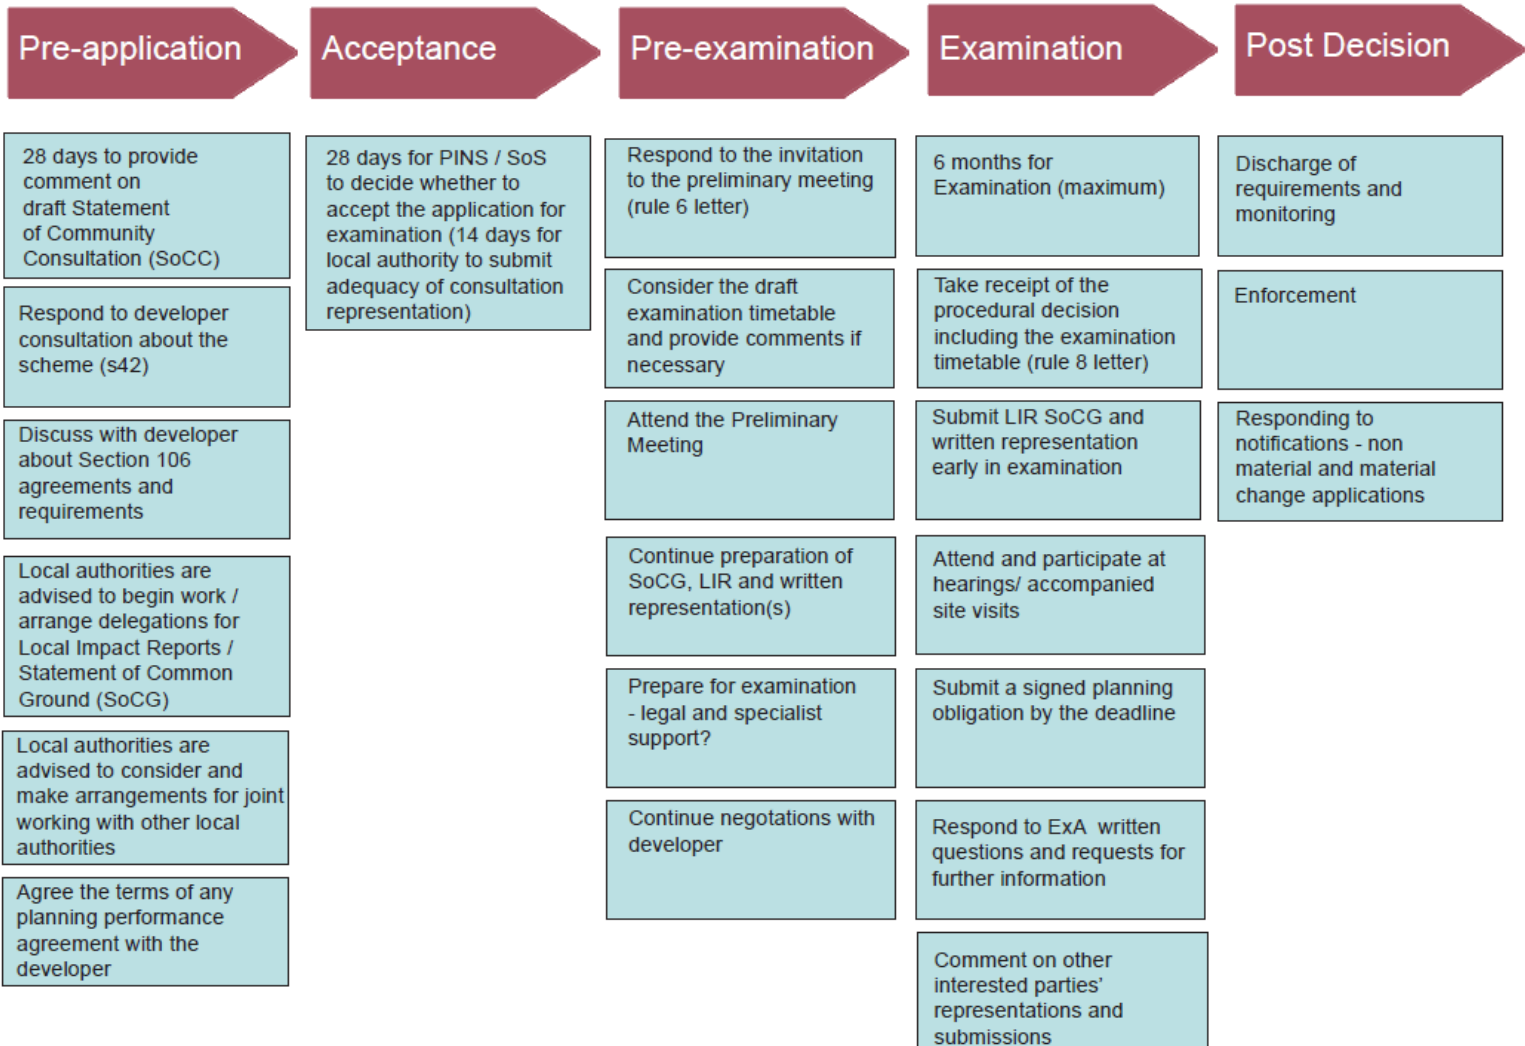 Pre-application
Acceptance
Pre-examination
Examination
Post Decision
28 days to provide
comment on
draft Statement
of Community
Consultation (SoCC)
Respond to developer
consultation about the
scheme (s42)
Discuss with developer
about Section 106
agreements and
requirements
Local authorities are
advised to begin work /
arrange delegations for
Local Impact Reports /
Statement of Common
Ground (SoCG)
Local authorities are
advised to consider and
make arrangements for joint
working with other local
authorities
Agree the terms of any
planning performance
agreement with the
developer
28 days for PINS / SoS
to decide whether to
accept the application for
examination (14 days for
local authority to submit
adequacy of consultation
representation)
Respond to the invitation
to the preliminary meeting
(rule 6 letter)
Consider the draft
examination timetable
and provide comments if
necessary
Attend the Preliminary
Meeting
Continue preparation of
SoCG, LIR and written
representation(s)
Prepare for examination
- legal and specialist
support?
Continue negotations with
developer
6 months for
Examination (maximum)
Take receipt of the
procedural decision
including the examination
timetable (rule 8 letter)
Submit LIR SoCG and
written representation
early in examination
Attend and participate at
hearings/ accompanied
site visits
Submit a signed planning
obligation by the deadline
Respond to ExA written
questions and requests for
further information
Comment on other
interested parties’
representations and
submissions
Discharge of
requirements and
monitoring
Enforcement
Responding to
notifications - non
material and material
change applications